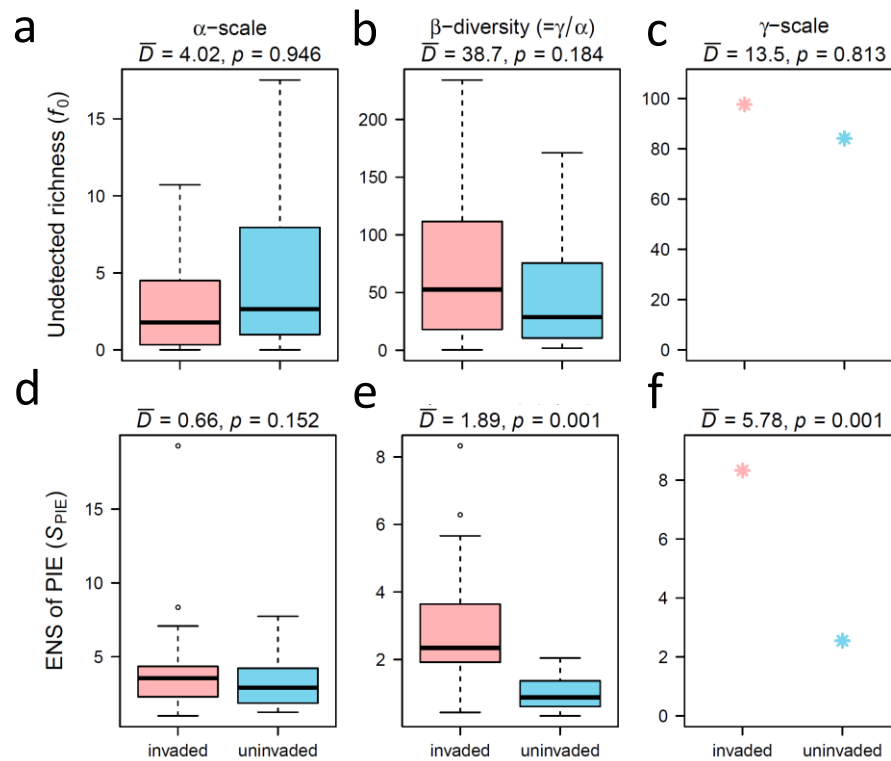 a
α−scale
D̅ = 4.02, p = 0.946
b
β−diversity (=γ/α)
D̅ = 38.7, p = 0.184
c
γ−scale
D̅ = 13.5, p = 0.813
Undetected richness (f₀)
15
10
5
0
200
150
100
50
0
100
80
60
40
20
0
d
D̅ = 0.66, p = 0.152
e
D̅ = 1.89, p = 0.001
f
D̅ = 5.78, p = 0.001
ENS of PIE (S_PIE)
15
10
5
8
6
4
2
8
6
4
2
0
invaded uninvaded
invaded uninvaded
invaded uninvaded